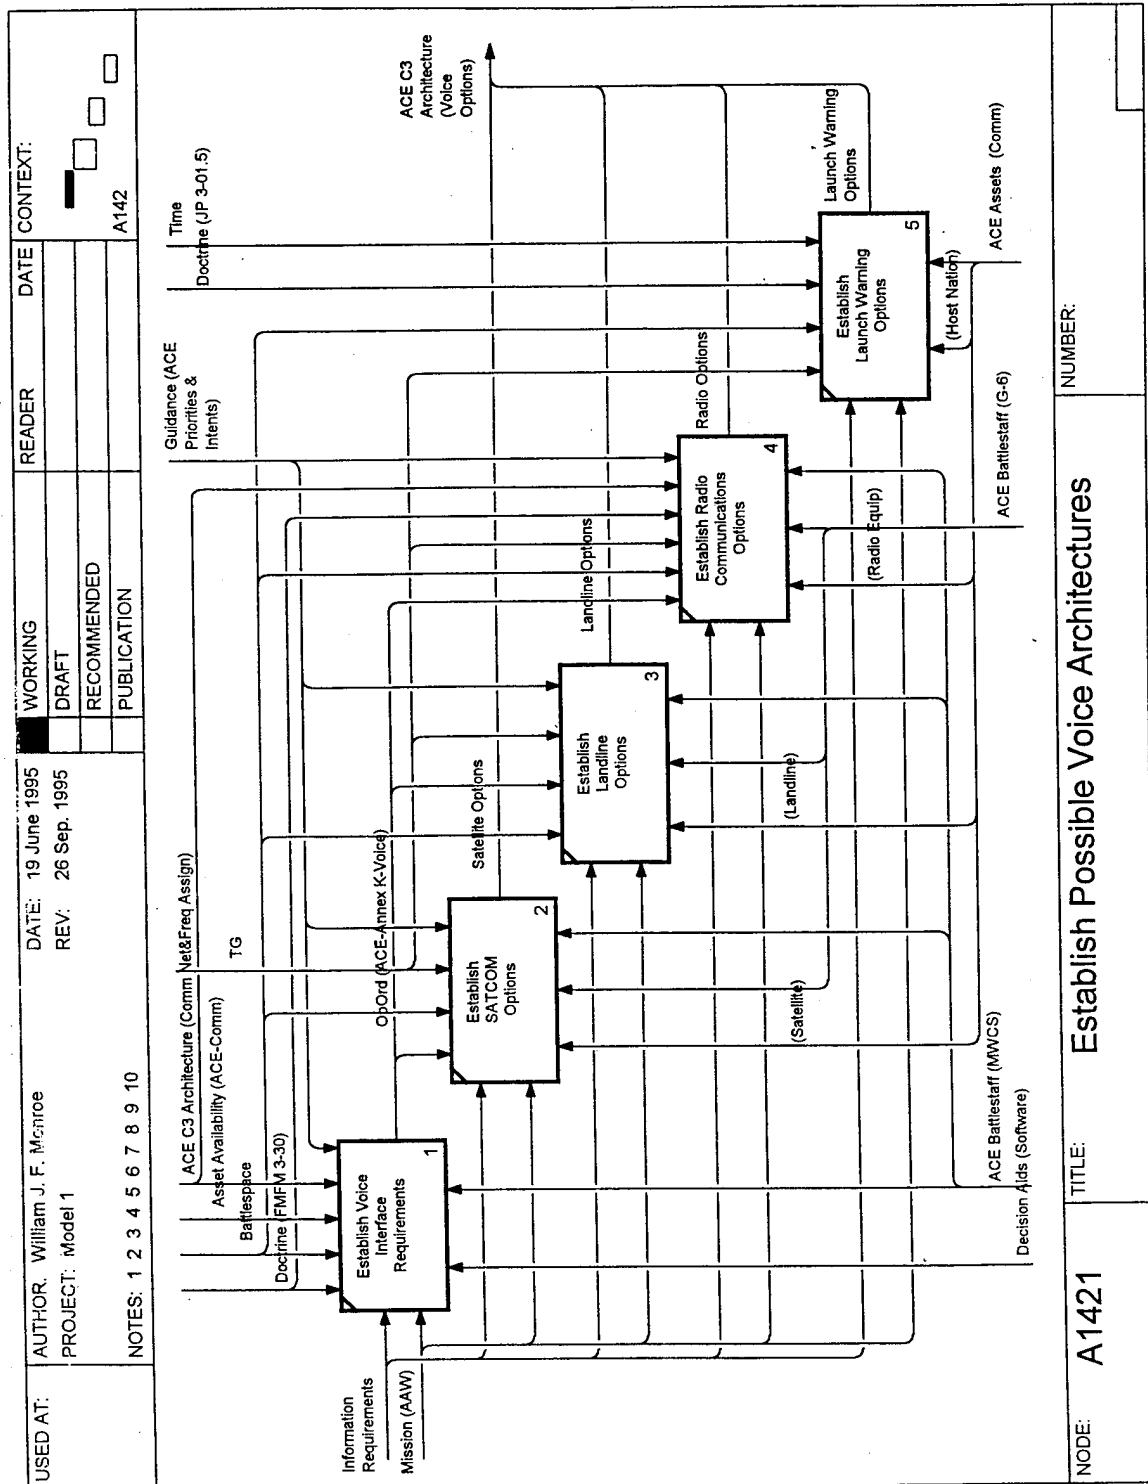 USED AT:
AUTHOR: William J. F. Monroe
PROJECT: Model 1
NOTES: 1 2 3 4 5 6 7 8 9 10
DATE: 19 June 1995
REV: 26 Sep. 1995
WORKING
DRAFT
RECOMMENDED
PUBLICATION
READER
DATE
CONTEXT:
A142
ACE C3 Architecture (Comm Net&Freq Assign)
Asset Availability (ACE-Comm)
Battlespace
Doctrine (FMFM 3-30)
TG
Guidance (ACE
Priorities &
Intents)
Time
Doctrine (JP 3-01.5)
ACE C3
Architecture
(Voice
Options)
Information
Requirements
Mission (AAW)
Establish Voice
Interface
Requirements
1
OpOrd (ACE-Annex K-Voice)
Establish
SATCOM
Options
2
Satellite Options
Establish
Landline
Options
3
Landline Options
Establish Radio
Communications
Options
4
Radio Options
Establish
Launch Warning
Options
5
Launch Warning
Options
(Satellite)
(Landline)
(Radio Equip)
(Host Nation)
Decision Aids (Software)
ACE Battlestaff (MWCS)
ACE Battlestaff (G-6)
ACE Assets (Comm)
NODE:
A1421
TITLE:
Establish Possible Voice Architectures
NUMBER: